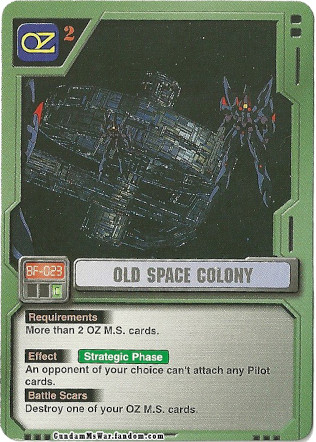 OZ 2
BF-023
C
OLD SPACE COLONY
Requirements
More than 2 OZ M.S. cards.
Effect Strategic Phase
An opponent of your choice can't attach any Pilot
cards.
Battle Scars
Destroy one of your OZ M.S. cards.
GundamMsWar.fandom.com